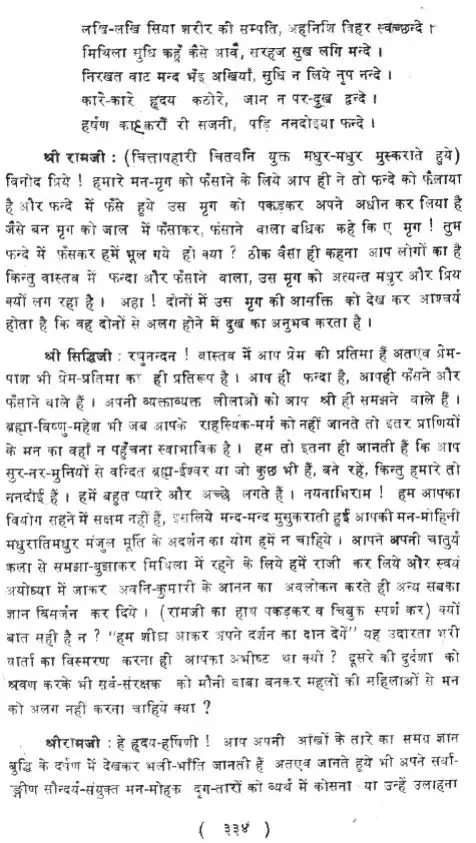 लखि-लखि सिया शरीर की सम्पति, अहनिशि विहर स्वच्छन्दे ।
मिथिला सुधि कहुँ कैसे आवै, सरहज सुख लगि मन्दे ।
निरखत वाट मन्द भँइ अखियाँ, सुधि न लिये नृप नन्दे ।
कारे-कारे हृदय कठोरे, जान न पर-दुख द्वन्दे ।
हर्षण काह करौं री सजनी, पड़ि ननदोइया फन्दे ।
श्री रामजी : (चित्तापहारी चितवनि युक्त मधुर-मधुर मुस्कराते हुये)
विनोद प्रिये ! हमारे मन-मृग को फँसाने के लिये आप ही ने तो फन्दे को फैलाया
है और फन्दे में फँसे हुये उस मृग को पकड़कर अपने अधीन कर लिया है
जैसे बन मृग को जाल में फँसाकर, फंसाने वाला बधिक कहे कि ए मृग ! तुम
फन्दे में फँसकर हमें भूल गये हो क्या ? ठीक वैसा ही कहना आप लोगों का है
किन्तु वास्तव में फन्दा और फँसाने वाला, उस मृग को अत्यन्त मधुर और प्रिय
क्यों लग रहा है । अहा ! दोनों में उस मृग की आशक्ति को देख कर आश्चर्य
होता है कि वह दोनों से अलग होने में दुख का अनुभव करता है ।
श्री सिद्धिजी : रघुनन्दन ! वास्तव में आप प्रेम की प्रतिमा हैं अतएव प्रेम-
पाश भी प्रेम-प्रतिमा का ही प्रतिरूप है । आप ही फन्दा है, आपही फँसने और
फँसाने वाले हैं । अपनी व्यक्ताव्यक्त लीलाओं को आप श्री ही समझने वाले हैं ।
ब्रह्मा-विष्णु-महेश भी जब आपके राहस्यिक-मर्म को नहीं जानते तो इतर प्राणियों
के मन का वहाँ न पहुँचना स्वाभाविक है । हम तो इतना ही जानती हैं कि आप
सुर-नर-मुनियों से वन्दित ब्रह्म-ईश्वर या जो कुछ भी हैं, बने रहें, किन्तु हमारे तो
ननदोई हैं । हमें बहुत प्यारे और अच्छे लगते हैं । नयनाभिराम ! हम आपका
वियोग सहने में सक्षम नहीं हैं, इसलिये मन्द-मन्द मुसुकराती हुई आपकी मन-मोहिनी
मधुरातिमधुर मंजुल मूर्ति के अदर्शन का योग हमें न चाहिये । आपने अपनी चातुर्य
कला से समझा-बुझाकर मिथिला में रहने के लिये हमें राजी कर लिये और स्वयं
अयोध्या में जाकर अवनि-कुमारी के आनन का अवलोकन करते ही अन्य सबका
ज्ञान बिसर्जन कर दिये । (रामजी का हाथ पकड़कर व चिबुक स्पर्श कर) क्यों
बात सही है न ? "हम शीघ्र आकर अपने दर्शन का दान देगें" यह उदारता भरी
वार्ता का विस्मरण करना ही आपका अभीष्ट था क्यों ? दूसरे की दुर्दशा को
श्रवण करके भी सर्व-संरक्षक को मौनी बाबा बनकर महलों की महिलाओं से मन
को अलग नहीं करना चाहिये क्या ?
श्रीरामजी : हे हृदय-हर्षिणी ! आप अपनी आंखों के तारे का समग्र ज्ञान
बुद्धि के दर्पण में देखकर भली-भाँति जानती हैं अतएव जानते हुये भी अपने सर्वा-
ङ्गीण सौन्दर्य-संयुक्त मन-मोहक दृग-तारों को व्यर्थ में कोसना या उन्हें उलाहना
( ३३४ )